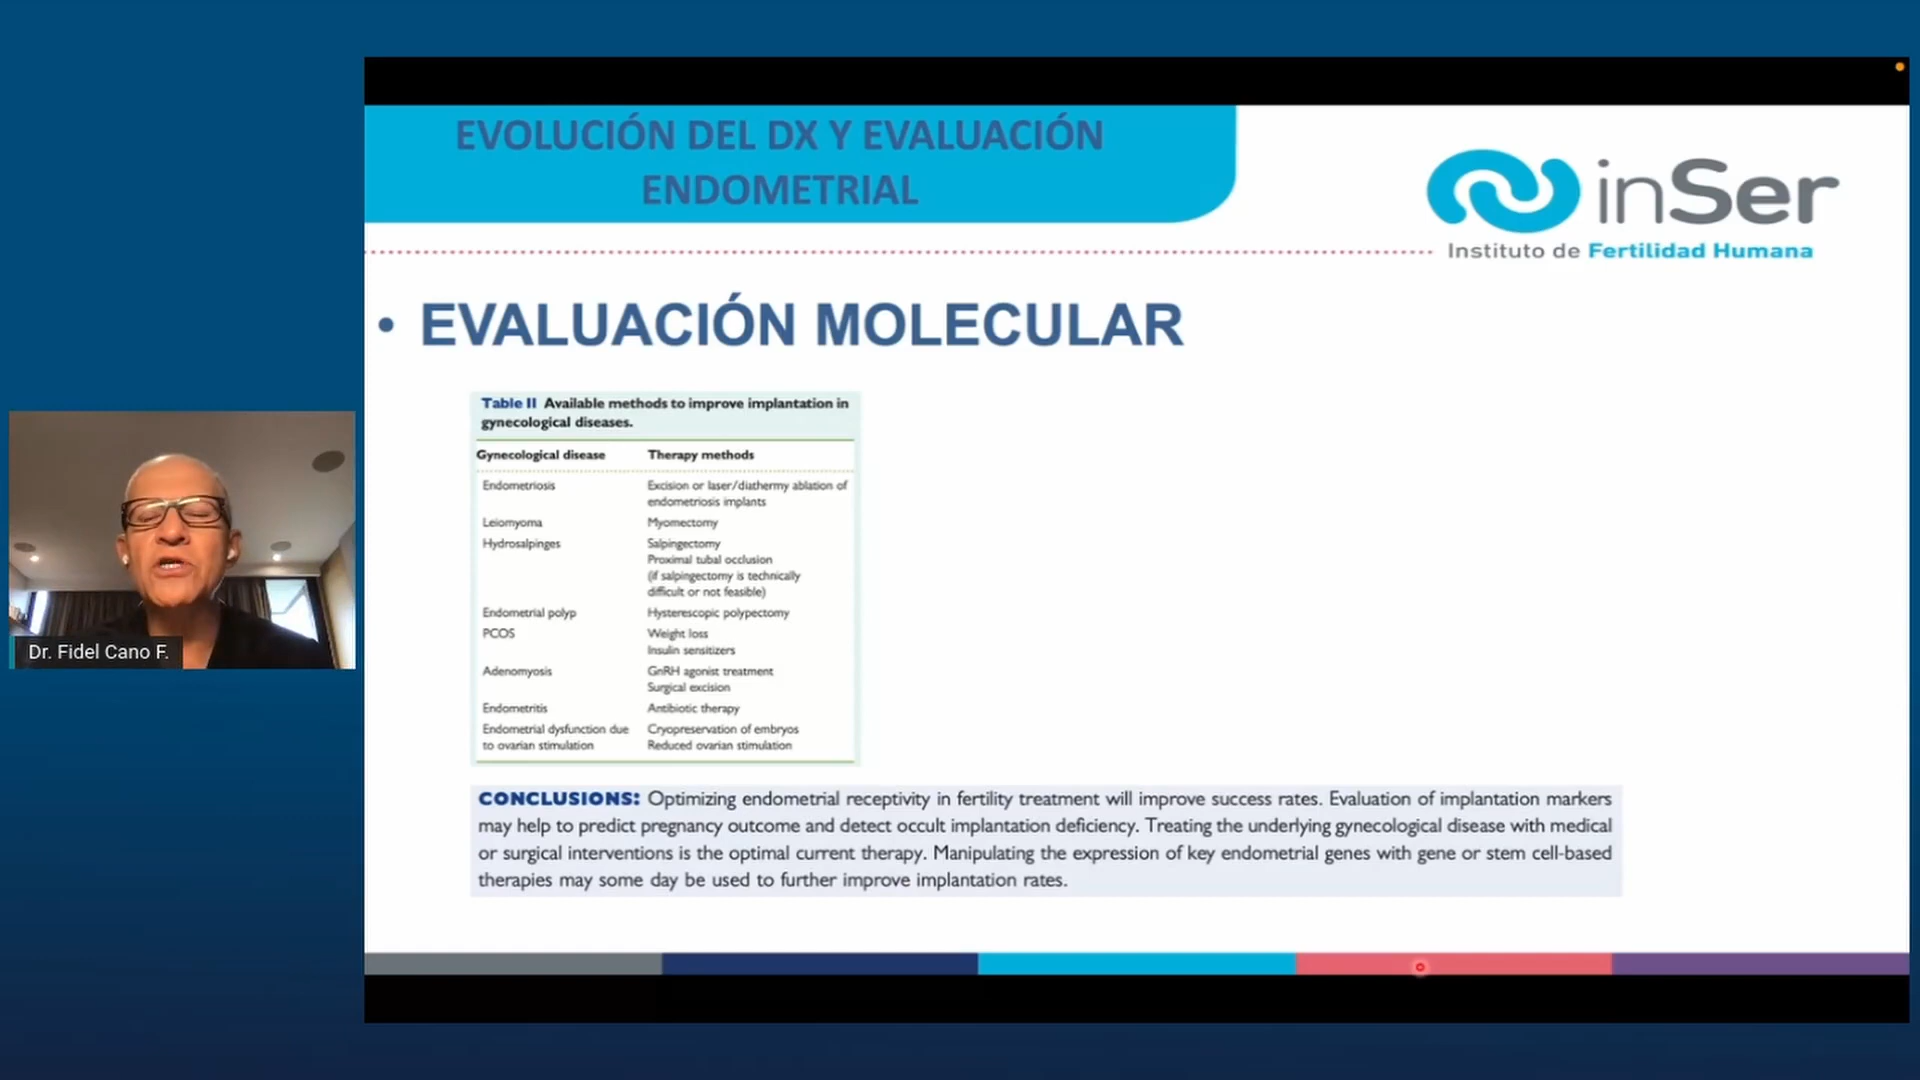 EVOLUCIÓN DEL DX Y EVALUACIÓN
ENDOMETRIAL
inSer
Instituto de Fertilidad Humana
• EVALUACIÓN MOLECULAR
Table II Available methods to improve implantation in
gynecological diseases.
Gynecological disease Therapy methods
Endometriosis Excision or laser/diathermy ablation of
endometriosis implants
Leiomyoma Myomectomy
Hydrosalpinges Salpingectomy
Proximal tubal occlusion
(if salpingectomy is technically
difficult or not feasible)
Endometrial polyp Hysterescopic polypectomy
PCOS Weight loss
Insulin sensitizers
Adenomyosis GnRH agonist treatment
Surgical excision
Endometritis Antibiotic therapy
Endometrial dysfunction due Cryopreservation of embryos
to ovarian stimulation Reduced ovarian stimulation
CONCLUSIONS: Optimizing endometrial receptivity in fertility treatment will improve success rates. Evaluation of implantation markers
may help to predict pregnancy outcome and detect occult implantation deficiency. Treating the underlying gynecological disease with medical
or surgical interventions is the optimal current therapy. Manipulating the expression of key endometrial genes with gene or stem cell-based
therapies may some day be used to further improve implantation rates.
Dr. Fidel Cano F.